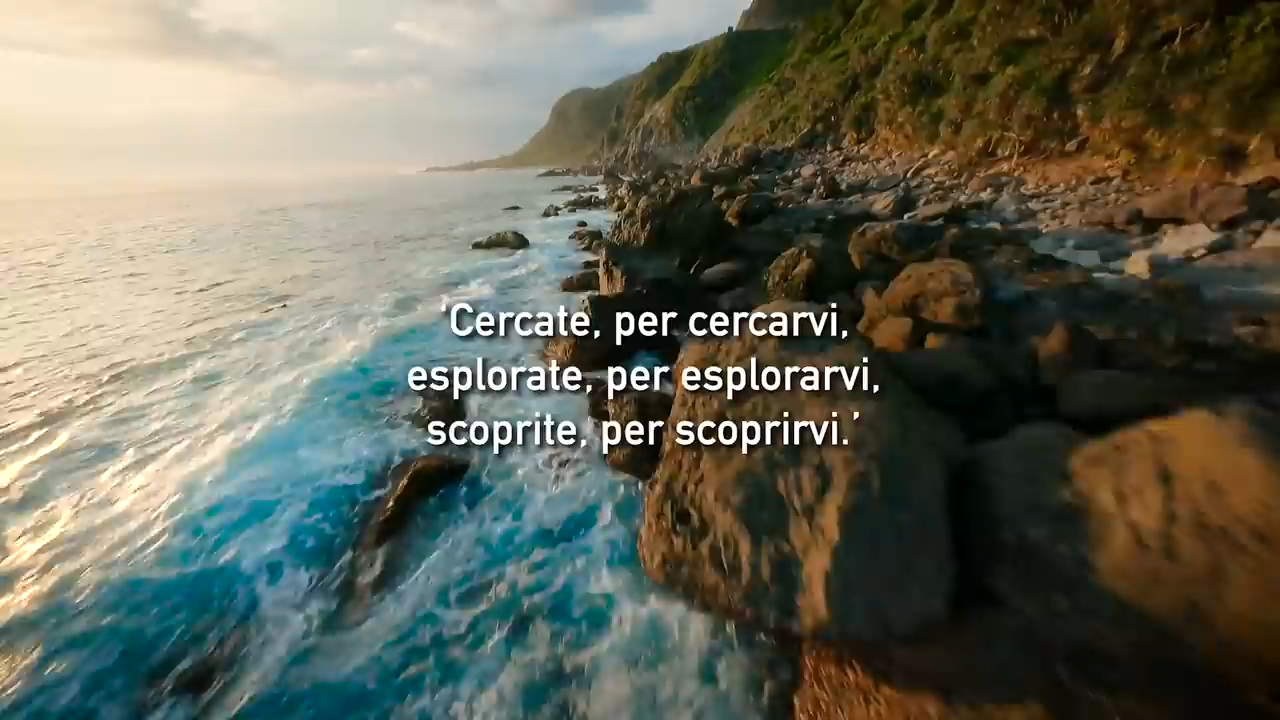 ‘Cercate, per cercarvi,
esplorate, per esplorarvi,
scoprite, per scoprirvi.’